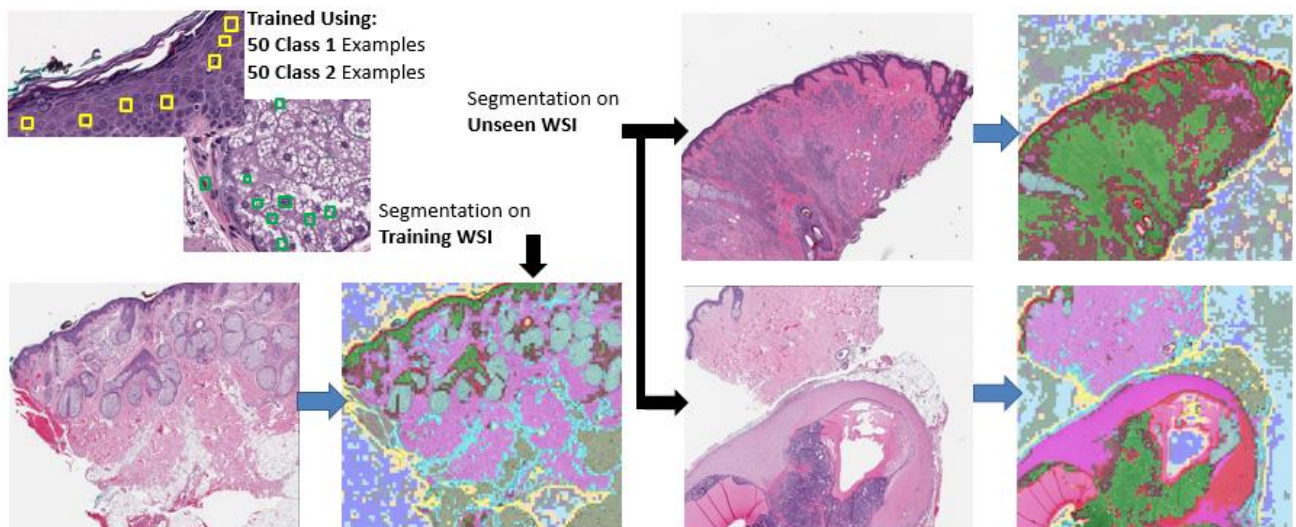 Trained Using:
50 Class 1 Examples
50 Class 2 Examples
Segmentation on
Unseen WSI
Segmentation on
Training WSI